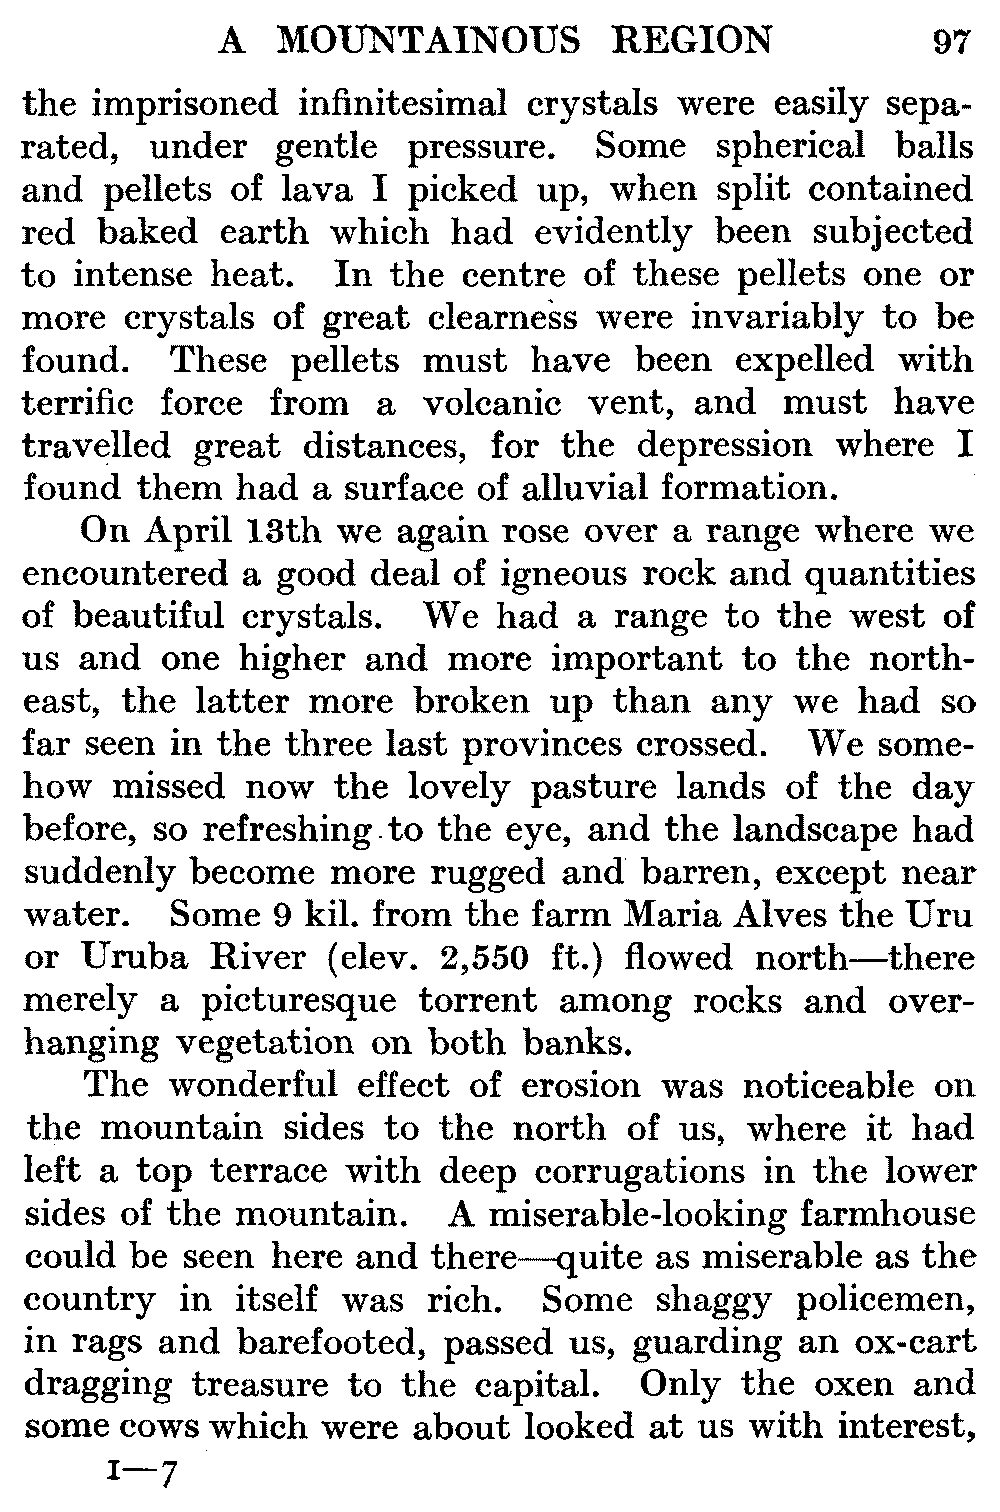 A MOUNTAINOUS REGION 97
the imprisoned infinitesimal crystals were easily sepa-
rated, under gentle pressure. Some spherical balls
and pellets of lava I picked up, when split contained
red baked earth which had evidently been subjected
to intense heat. In the centre of these pellets one or
more crystals of great clearness were invariably to be
found. These pellets must have been expelled with
terrific force from a volcanic vent, and must have
travelled great distances, for the depression where I
found them had a surface of alluvial formation.
On April 13th we again rose over a range where we
encountered a good deal of igneous rock and quantities
of beautiful crystals. We had a range to the west of
us and one higher and more important to the north-
east, the latter more broken up than any we had so
far seen in the three last provinces crossed. We some-
how missed now the lovely pasture lands of the day
before, so refreshing to the eye, and the landscape had
suddenly become more rugged and barren, except near
water. Some 9 kil. from the farm Maria Alves the Uru
or Uruba River (elev. 2,550 ft.) flowed north—there
merely a picturesque torrent among rocks and over-
hanging vegetation on both banks.
The wonderful effect of erosion was noticeable on
the mountain sides to the north of us, where it had
left a top terrace with deep corrugations in the lower
sides of the mountain. A miserable-looking farmhouse
could be seen here and there—quite as miserable as the
country in itself was rich. Some shaggy policemen,
in rags and barefooted, passed us, guarding an ox-cart
dragging treasure to the capital. Only the oxen and
some cows which were about looked at us with interest,
I—7